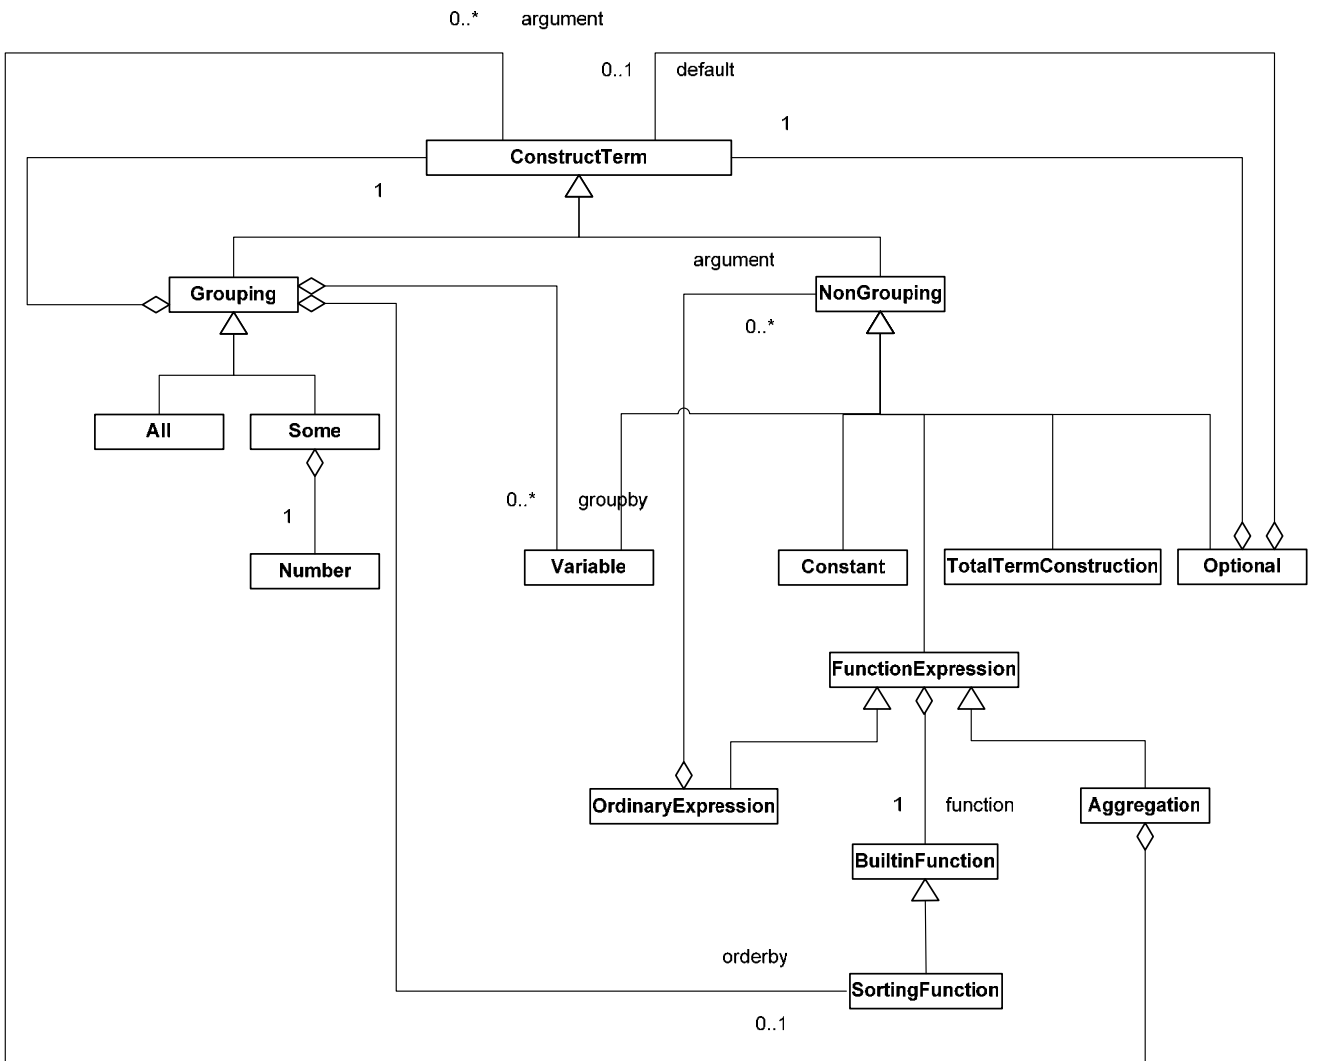 0..* argument
0..1 default
1
ConstructTerm
1
argument
Grouping
NonGrouping
0..*
All
Some
0..* groupby
1
Number
Variable
Constant
TotalTermConstruction
Optional
FunctionExpression
OrdinaryExpression
1 function
Aggregation
BuiltinFunction
orderby
SortingFunction
0..1